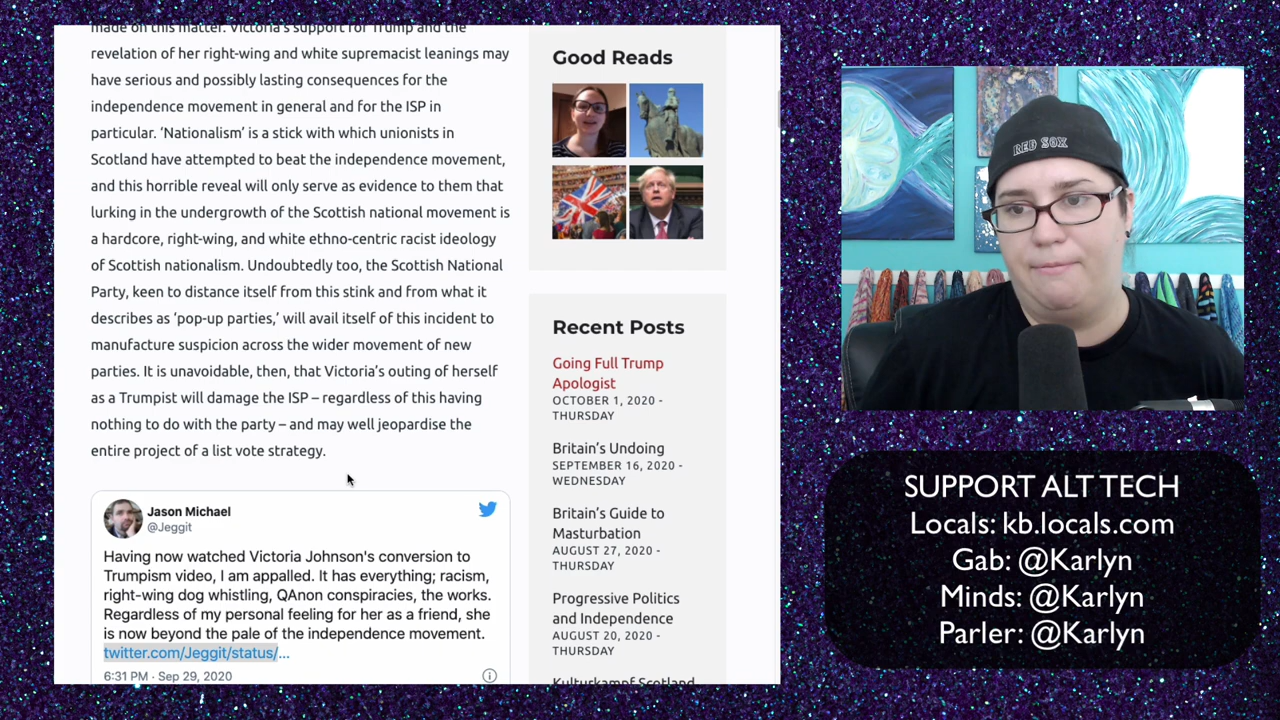 made on this matter. Victoria's support for Trump and the
revelation of her right-wing and white supremacist leanings may
have serious and possibly lasting consequences for the
independence movement in general and for the ISP in
particular. ‘Nationalism’ is a stick with which unionists in
Scotland have attempted to beat the independence movement,
and this horrible reveal will only serve as evidence to them that
lurking in the undergrowth of the Scottish national movement is
a hardcore, right-wing, and white ethno-centric racist ideology
of Scottish nationalism. Undoubtedly too, the Scottish National
Party, keen to distance itself from this stink and from what it
describes as ‘pop-up parties,’ will avail itself of this incident to
manufacture suspicion across the wider movement of new
parties. It is unavoidable, then, that Victoria’s outing of herself
as a Trumpist will damage the ISP – regardless of this having
nothing to do with the party – and may well jeopardise the
entire project of a list vote strategy.
Jason Michael
@Jeggit
Having now watched Victoria Johnson's conversion to
Trumpism video, I am appalled. It has everything; racism,
right-wing dog whistling, QAnon conspiracies, the works.
Regardless of my personal feeling for her as a friend, she
is now beyond the pale of the independence movement.
twitter.com/Jeggit/status/...
6:31 PM · Sep 29, 2020
Good Reads
Recent Posts
Going Full Trump
Apologist
OCTOBER 1, 2020 -
THURSDAY
Britain’s Undoing
SEPTEMBER 16, 2020 -
WEDNESDAY
Britain’s Guide to
Masturbation
AUGUST 27, 2020 -
THURSDAY
Progressive Politics
and Independence
AUGUST 20, 2020 -
THURSDAY
Kulturkampf Scotland
RED SOX
SUPPORT ALT TECH
Locals: kb.locals.com
Gab: @Karlyn
Minds: @Karlyn
Parler: @Karlyn